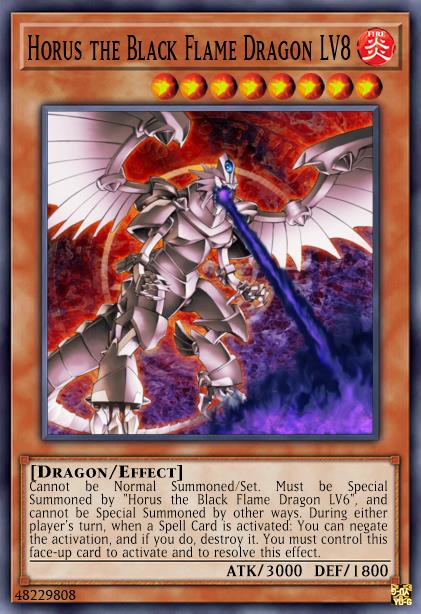 Horus the Black Flame Dragon LV8
FIRE
炎
[Dragon/Effect]
Cannot be Normal Summoned/Set. Must be Special
Summoned by "Horus the Black Flame Dragon LV6", and
cannot be Special Summoned by other ways. During either
player's turn, when a Spell Card is activated: You can negate
the activation, and if you do, destroy it. You must control this
face-up card to activate and to resolve this effect.
ATK/3000 DEF/1800
48229808